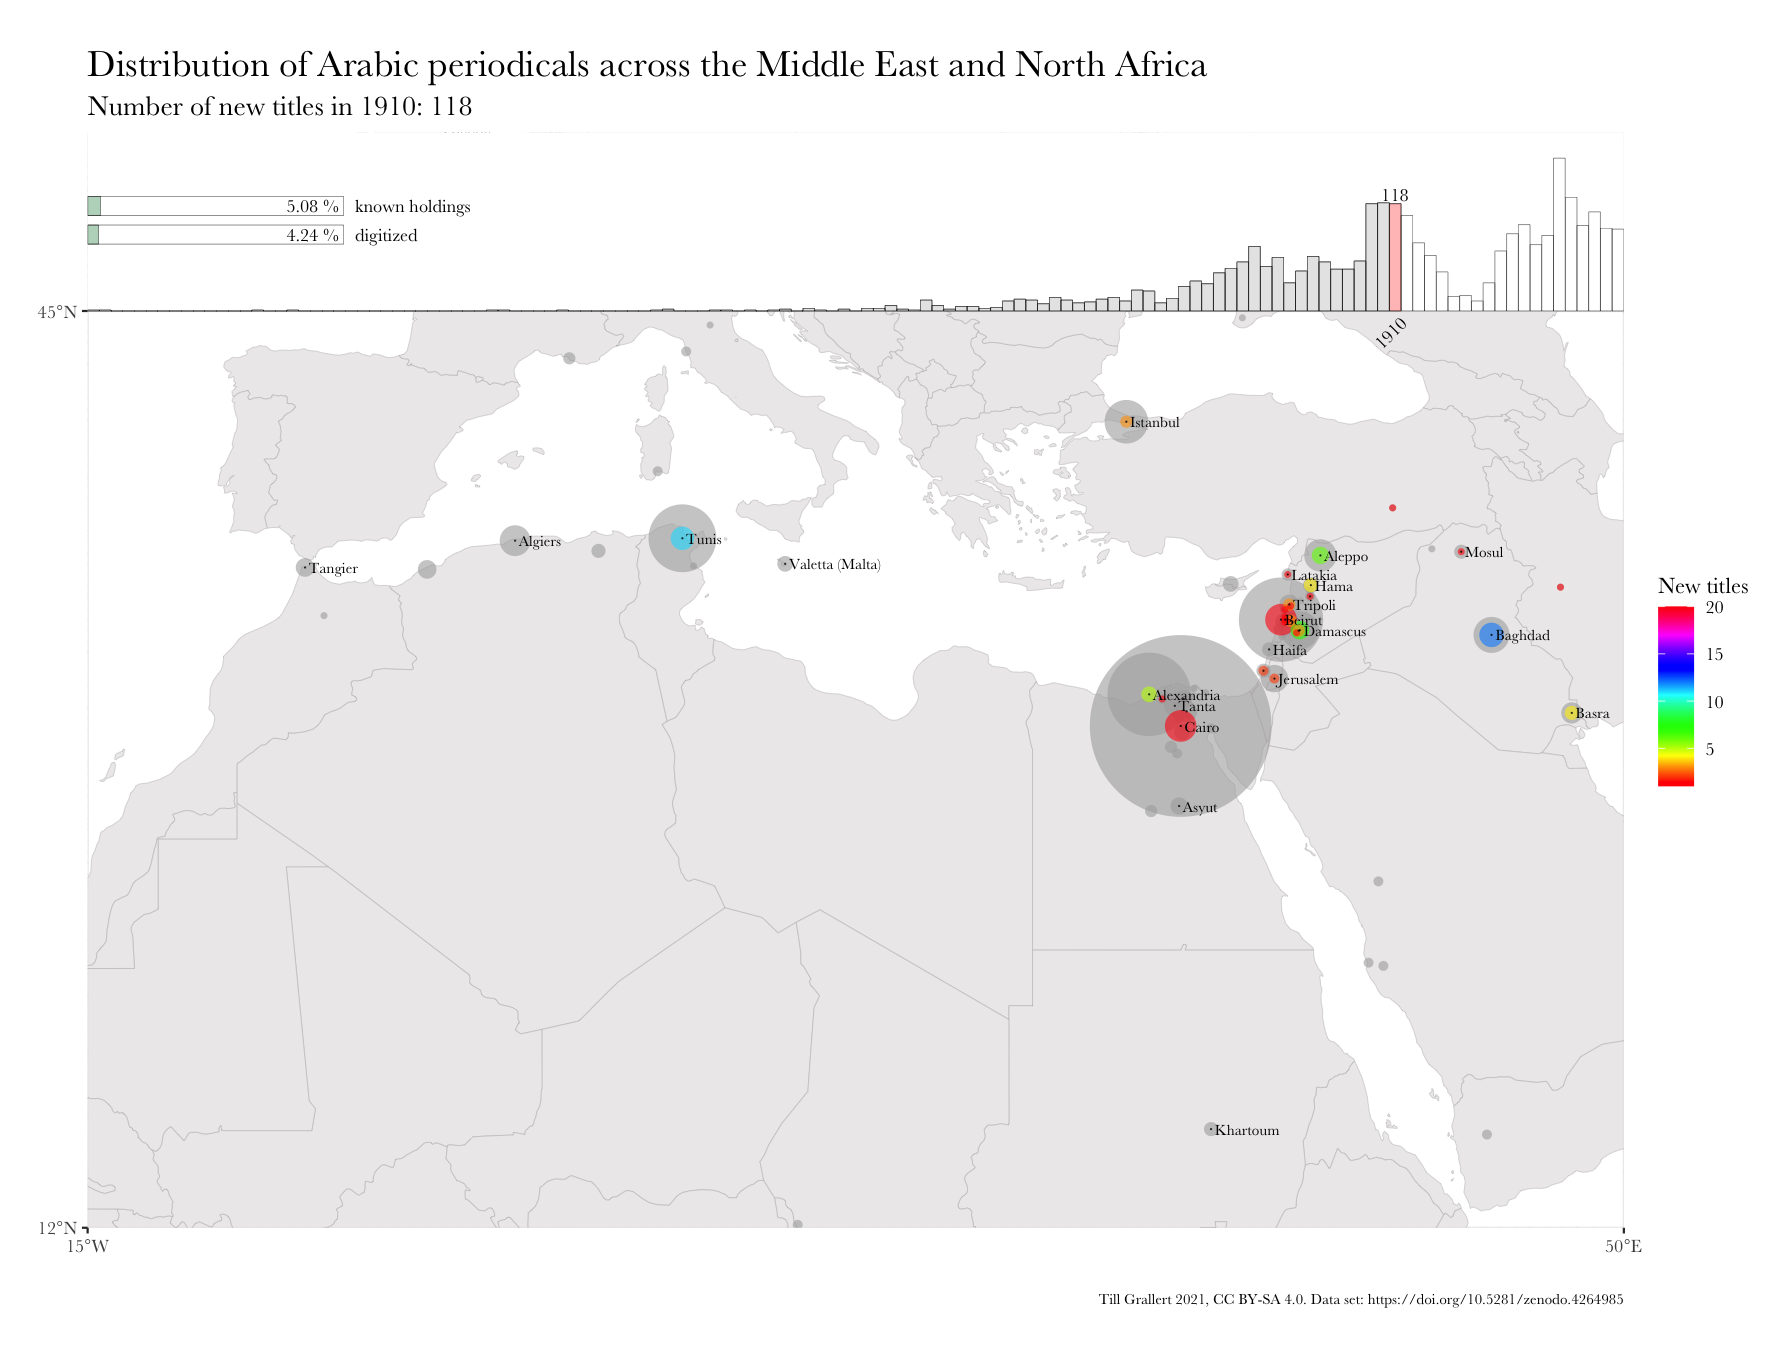 Distribution of Arabic periodicals across the Middle East and North Africa
Number of new titles in 1910: 118
5.08 % known holdings
4.24 % digitized
118
1910
45°N
Istanbul
Algiers
Tunis
Tangier
Valetta (Malta)
Aleppo
Mosul
Latakia
Hama
Tripoli
Beirut
Damascus
Baghdad
Haifa
Jerusalem
Alexandria
Tanta
Basra
Cairo
Asyut
Khartoum
New titles
20
15
10
5
12°N
15°W
50°E
Till Grallert 2021, CC BY-SA 4.0. Data set: https://doi.org/10.5281/zenodo.4264985